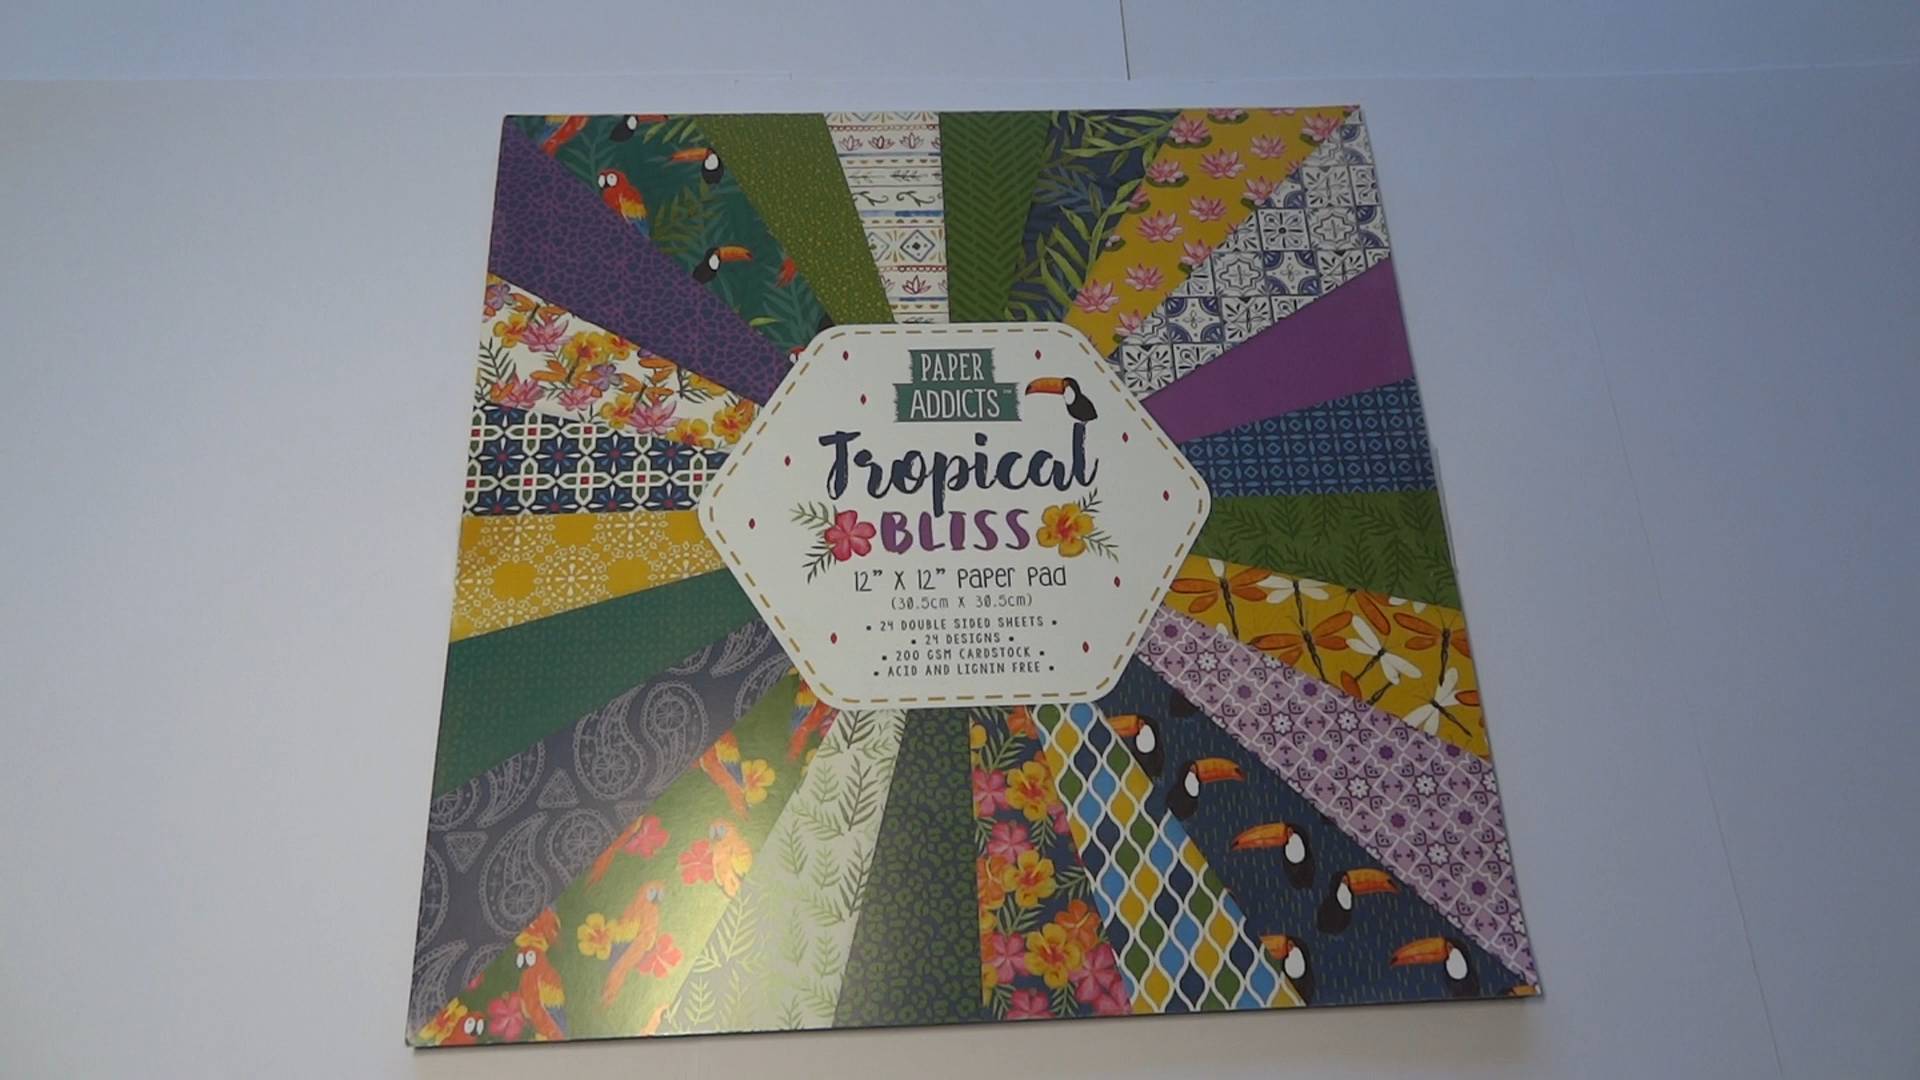 PAPER
ADDICTS™
Tropical
BLISS
12” X 12” PAPER PAD
(30.5cm X 30.5cm)
• 24 DOUBLE SIDED SHEETS •
• 24 DESIGNS •
• 200 GSM CARDSTOCK •
• ACID AND LIGNIN FREE •